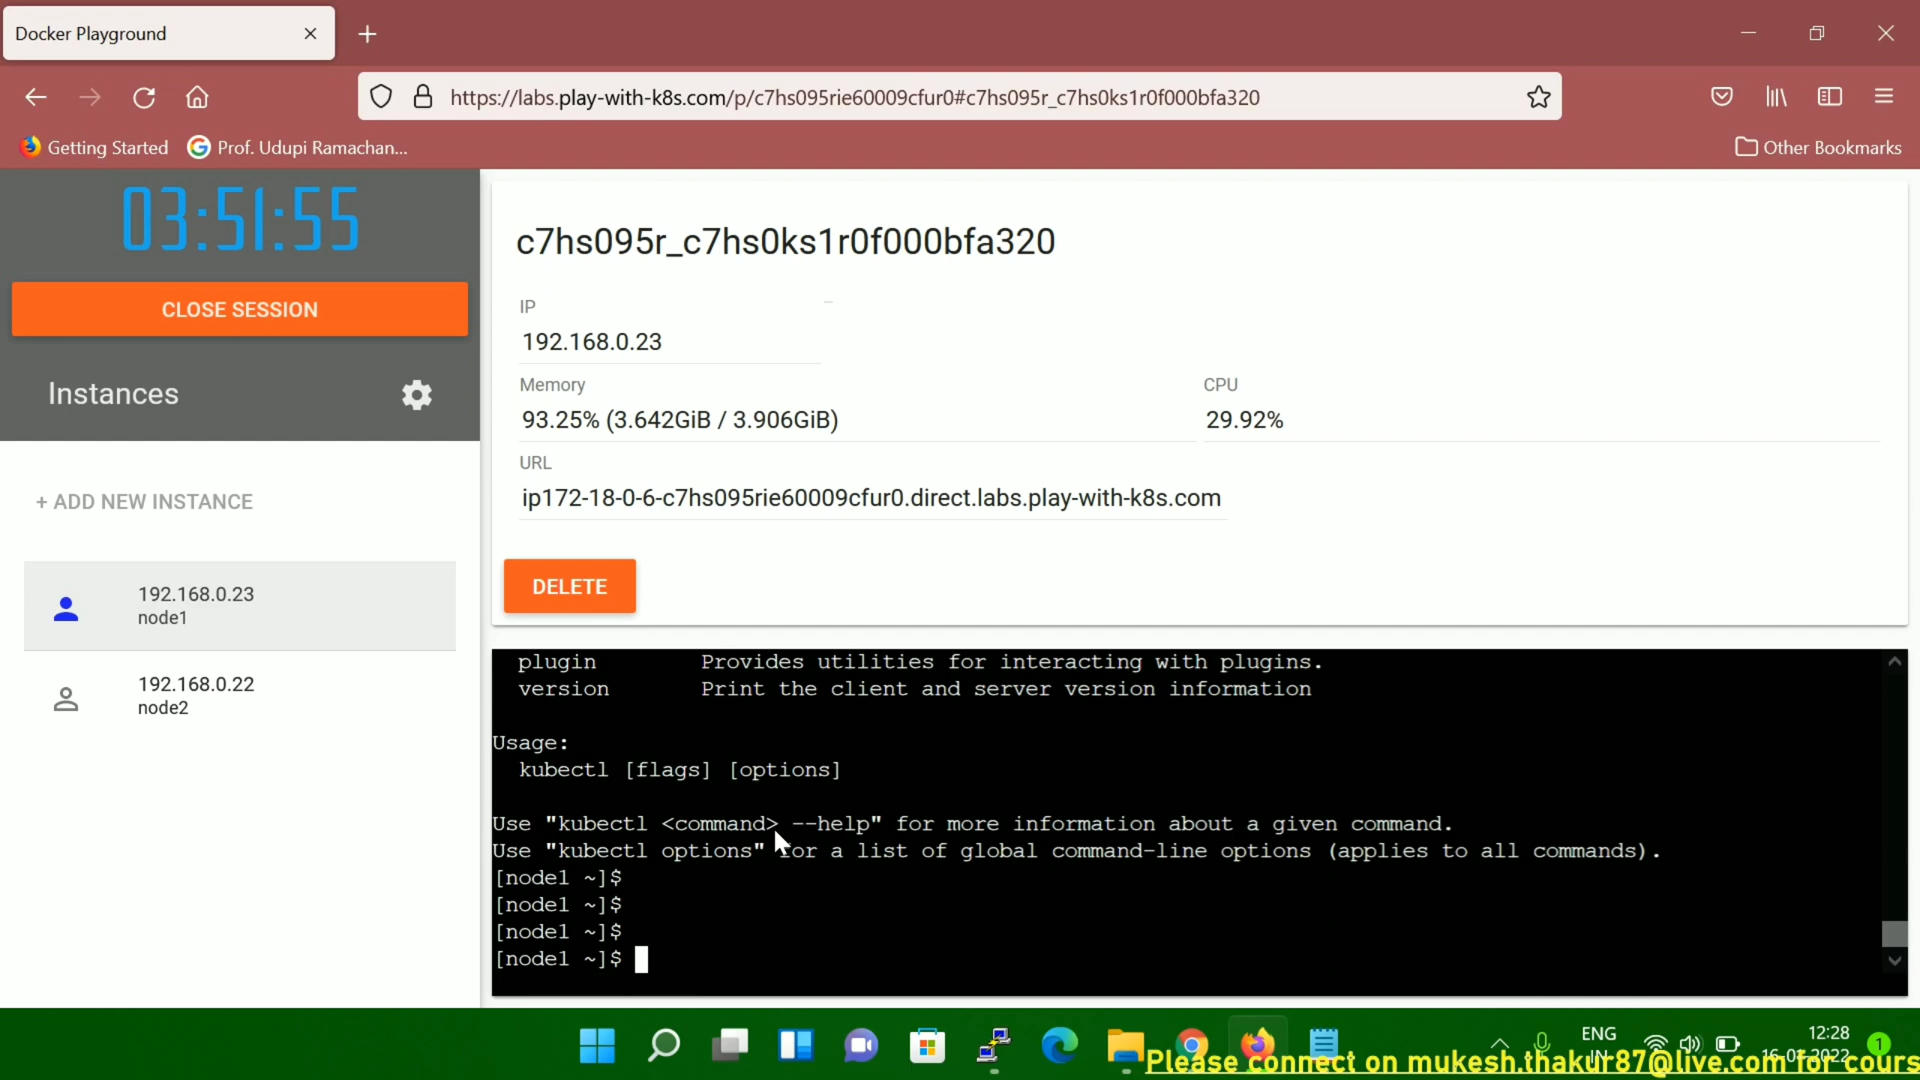 Docker Playground
https://labs.play-with-k8s.com/p/c7hs095rie60009cfur0#c7hs095r_c7hs0ks1r0f000bfa320
Getting Started
Prof. Udupi Ramachan...
Other Bookmarks
03:51:55
CLOSE SESSION
Instances
+ ADD NEW INSTANCE
192.168.0.23
node1
192.168.0.22
node2
c7hs095r_c7hs0ks1r0f000bfa320
IP
192.168.0.23
Memory
93.25% (3.642GiB / 3.906GiB)
CPU
29.92%
URL
ip172-18-0-6-c7hs095rie60009cfur0.direct.labs.play-with-k8s.com
DELETE
plugin Provides utilities for interacting with plugins.
version Print the client and server version information
Usage:
kubectl [flags] [options]
Use "kubectl <command> --help" for more information about a given command.
Use "kubectl options" for a list of global command-line options (applies to all commands).
[node1 ~]$
[node1 ~]$
[node1 ~]$
[node1 ~]$
ENG
IN
12:28
1
Please connect on mukesh.thakur87@live.com for cours